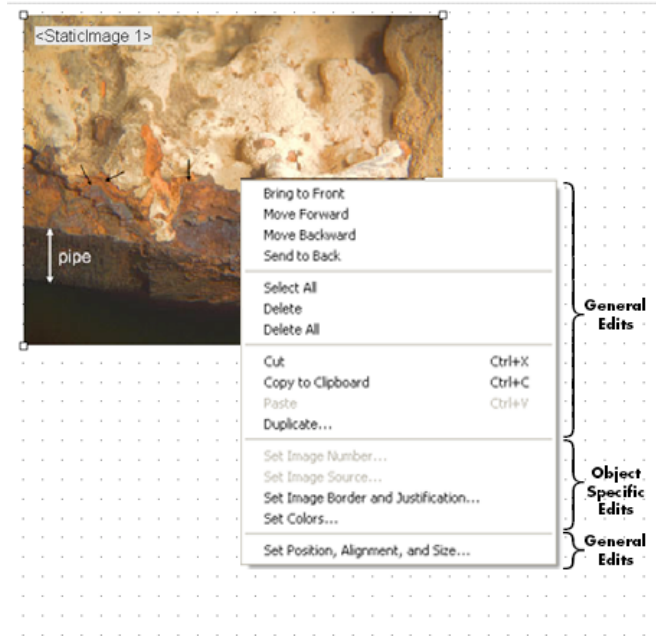 <StaticImage 1>
pipe
Bring to Front
Move Forward
Move Backward
Send to Back
Select All
Delete
Delete All
Cut Ctrl+X
Copy to Clipboard Ctrl+C
Paste Ctrl+V
Duplicate...
Set Image Number...
Set Image Source...
Set Image Border and Justification...
Set Colors...
Set Position, Alignment, and Size...
General
Edits
Object
Specific
Edits
General
Edits